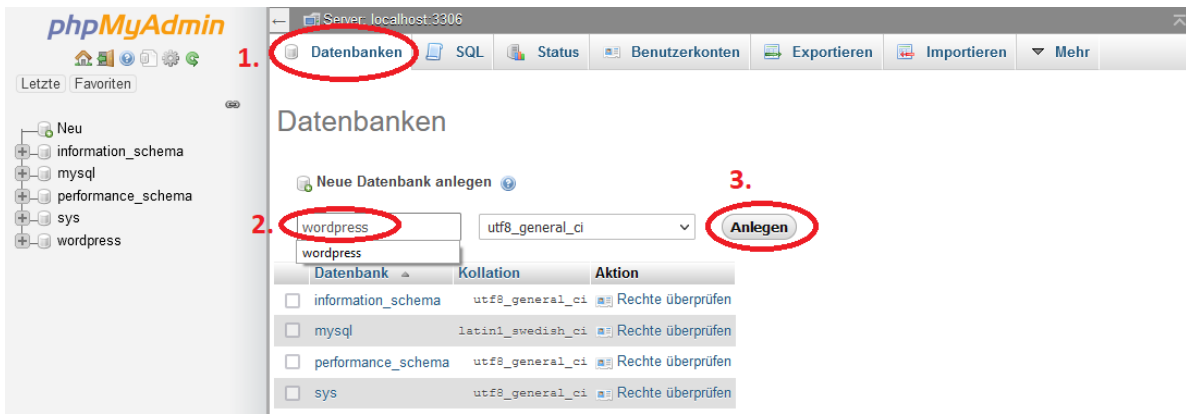 phpMyAdmin
Letzte Favoriten
Neu
information_schema
mysql
performance_schema
sys
wordpress
Server: localhost:3306
1. Datenbanken SQL Status Benutzerkonten Exportieren Importieren Mehr
Datenbanken
Neue Datenbank anlegen
3.
2. wordpress utf8_general_ci Anlegen
wordpress
Datenbank Kollation Aktion
information_schema utf8_general_ci Rechte überprüfen
mysql latin1_swedish_ci Rechte überprüfen
performance_schema utf8_general_ci Rechte überprüfen
sys utf8_general_ci Rechte überprüfen